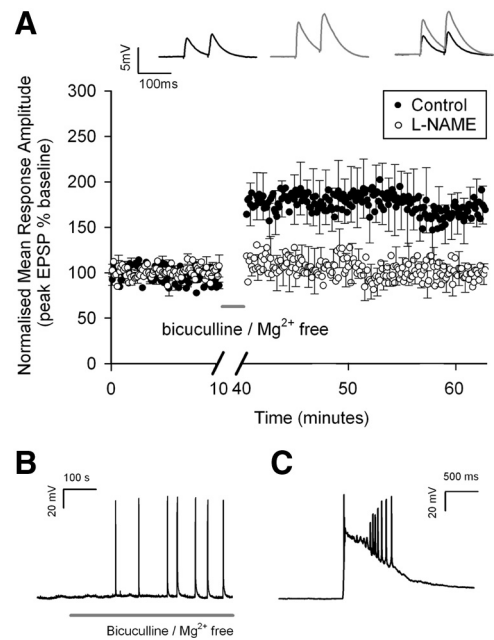 A
5mV
100ms
Normalised Mean Response Amplitude
(peak EPSP % baseline)
300
250
200
150
100
50
0
Control
L-NAME
bicuculline / Mg2+ free
0
10
40
50
60
Time (minutes)
B
100 s
20 mV
Bicuculline / Mg2+ free
C
500 ms
20 mV